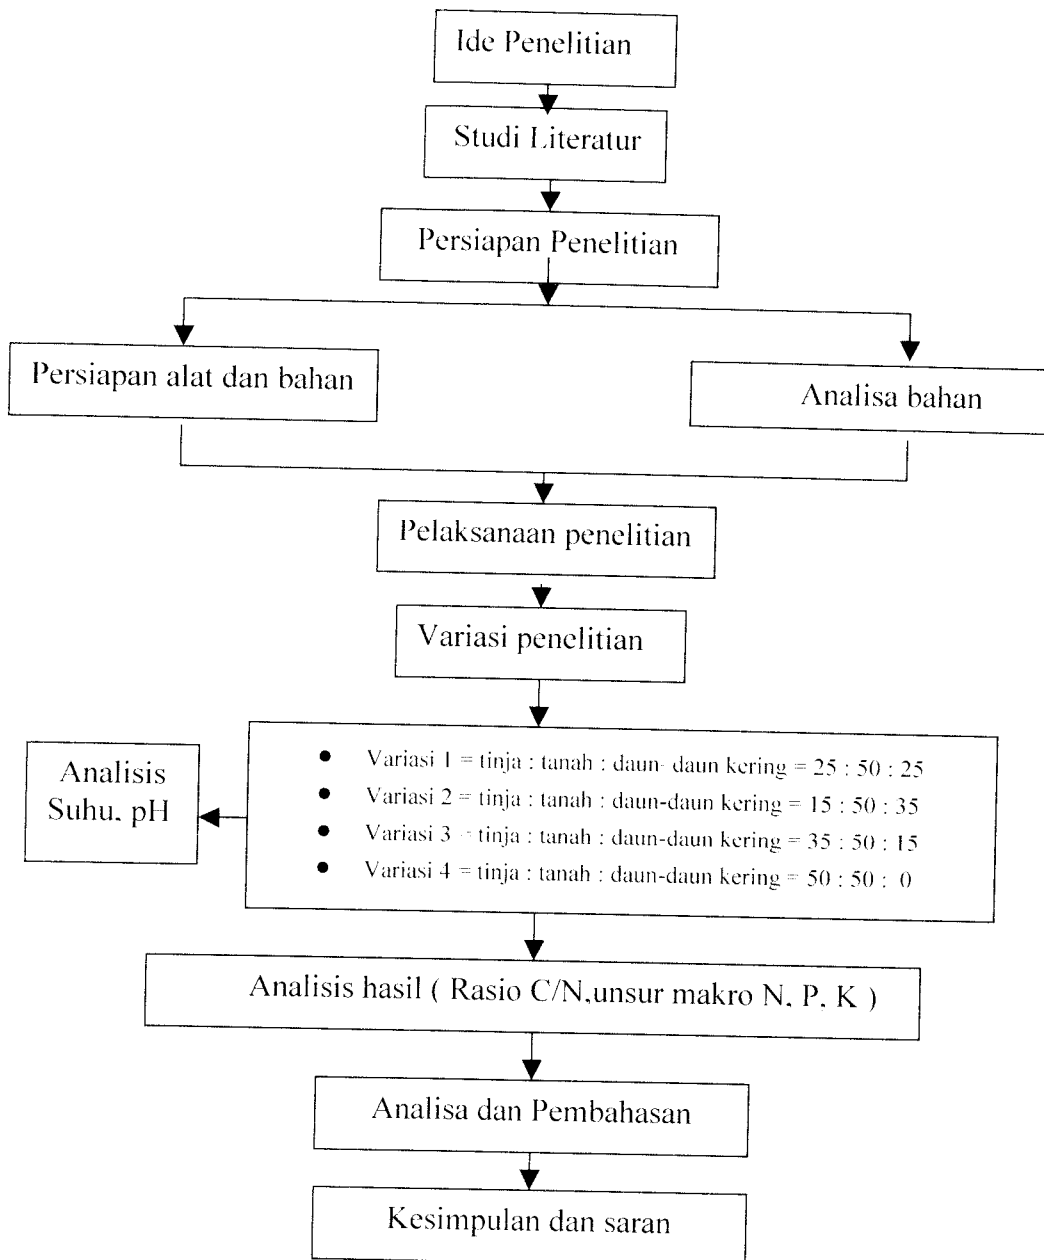 Ide Penelitian
Studi Literatur
Persiapan Penelitian
Persiapan alat dan bahan
Analisa bahan
Pelaksanaan penelitian
Variasi penelitian
Analisis
Suhu, pH
● Variasi 1 = tinja : tanah : daun- daun kering = 25 : 50 : 25
● Variasi 2 = tinja : tanah : daun-daun kering = 15 : 50 : 35
● Variasi 3 = tinja : tanah : daun-daun kering = 35 : 50 : 15
● Variasi 4 = tinja : tanah : daun-daun kering = 50 : 50 : 0
Analisis hasil ( Rasio C/N,unsur makro N, P, K )
Analisa dan Pembahasan
Kesimpulan dan saran